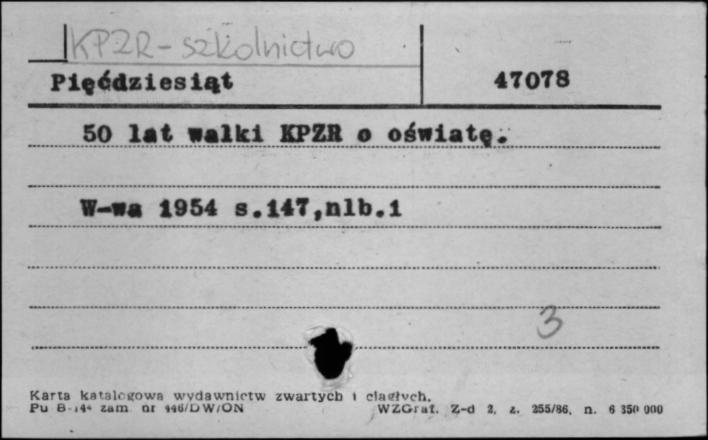 KPZR - szkolnictwo
Pięćdziesiąt 47078
50 lat walki KPZR o oświatę.
W-wa 1954 s.147,nlb.1
3
Karta katalogowa wydawnictw zwartych i ciągłych.
Pu B-144 zam. nr 446/DW/ON WZGraf. Z-d 2, z. 255/86, n. 6 350 000